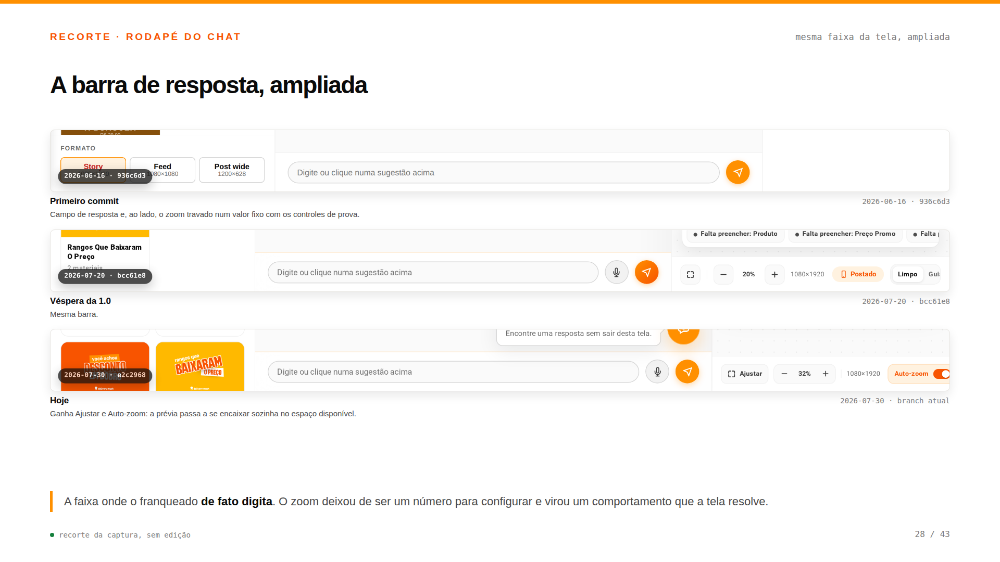 RECORTE · RODAPÉ DO CHAT
mesma faixa da tela, ampliada
A barra de resposta, ampliada
R$ 20,00
FORMATO
Story
Feed
1080×1080
Post wide
1200×628
2026-06-16 · 936c6d3
Digite ou clique numa sugestão acima
Primeiro commit
2026-06-16 · 936c6d3
Campo de resposta e, ao lado, o zoom travado num valor fixo com os controles de prova.
Rangos Que Baixaram
O Preço
2 materiais
2026-07-20 · bcc61e8
Digite ou clique numa sugestão acima
Falta preencher: Produto
Falta preencher: Preço Promo
Falta
20%
1080×1920
Postado
Limpo
Véspera da 1.0
2026-07-20 · bcc61e8
Mesma barra.
você achou
DESCONTO
2026-07-30 · e2c2968
delivery much
rangos que
BAIXARAM
O PREÇO
delivery much
Encontre uma resposta sem sair desta tela.
Digite ou clique numa sugestão acima
Ajustar
32%
1080×1920
Auto-zoom
Hoje
2026-07-30 · branch atual
Ganha Ajustar e Auto-zoom: a prévia passa a se encaixar sozinha no espaço disponível.
A faixa onde o franqueado de fato digita. O zoom deixou de ser um número para configurar e virou um comportamento que a tela resolve.
recorte da captura, sem edição
28 / 43